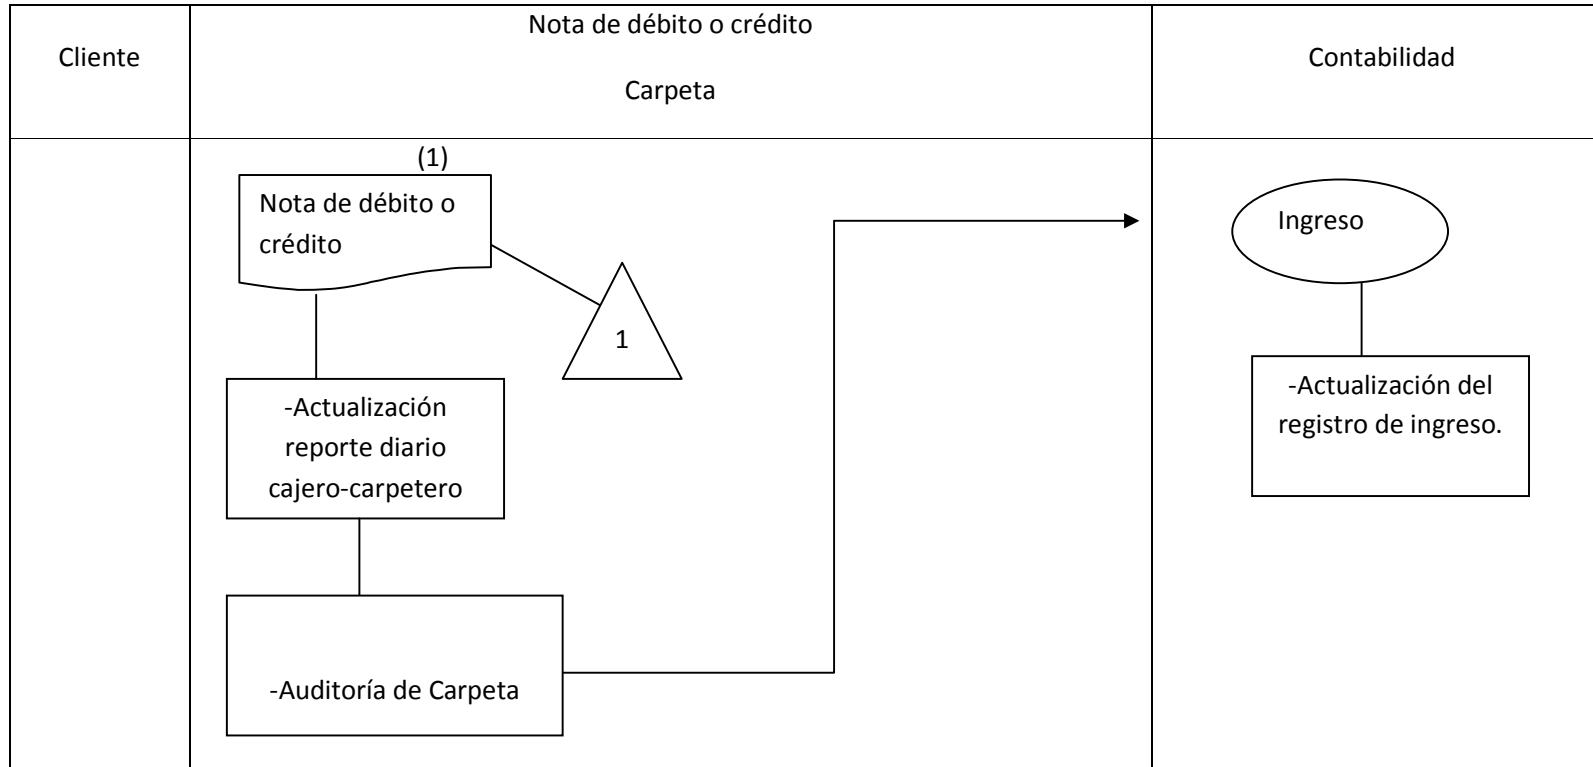 Cliente
Nota de débito o crédito
Carpeta
Contabilidad
(1)
Nota de débito o
crédito
1
-Actualización
reporte diario
cajero-carpetero
-Auditoría de Carpeta
Ingreso
-Actualización del
registro de ingreso.